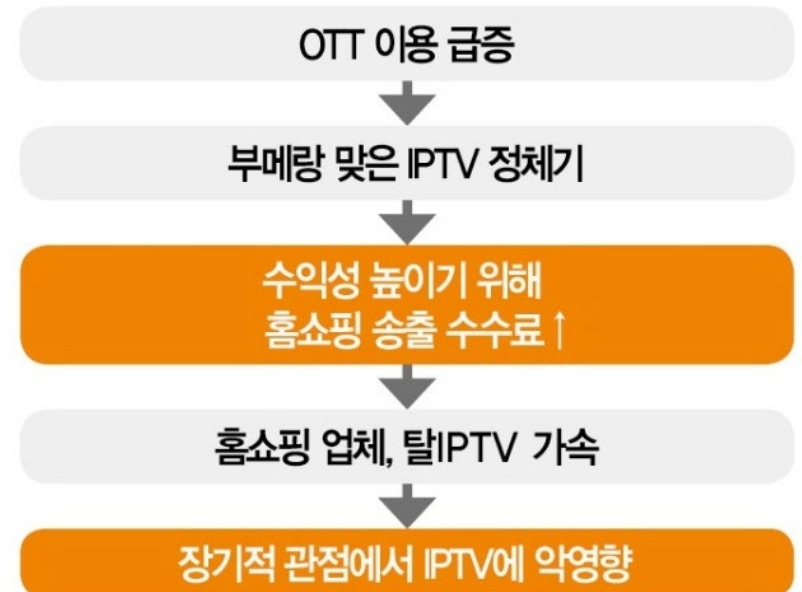 OTT 이용 급증
부메랑 맞은 IPTV 정체기
수익성 높이기 위해
홈쇼핑 송출 수수료↑
홈쇼핑 업체, 탈IPTV 가속
장기적 관점에서 IPTV에 악영향